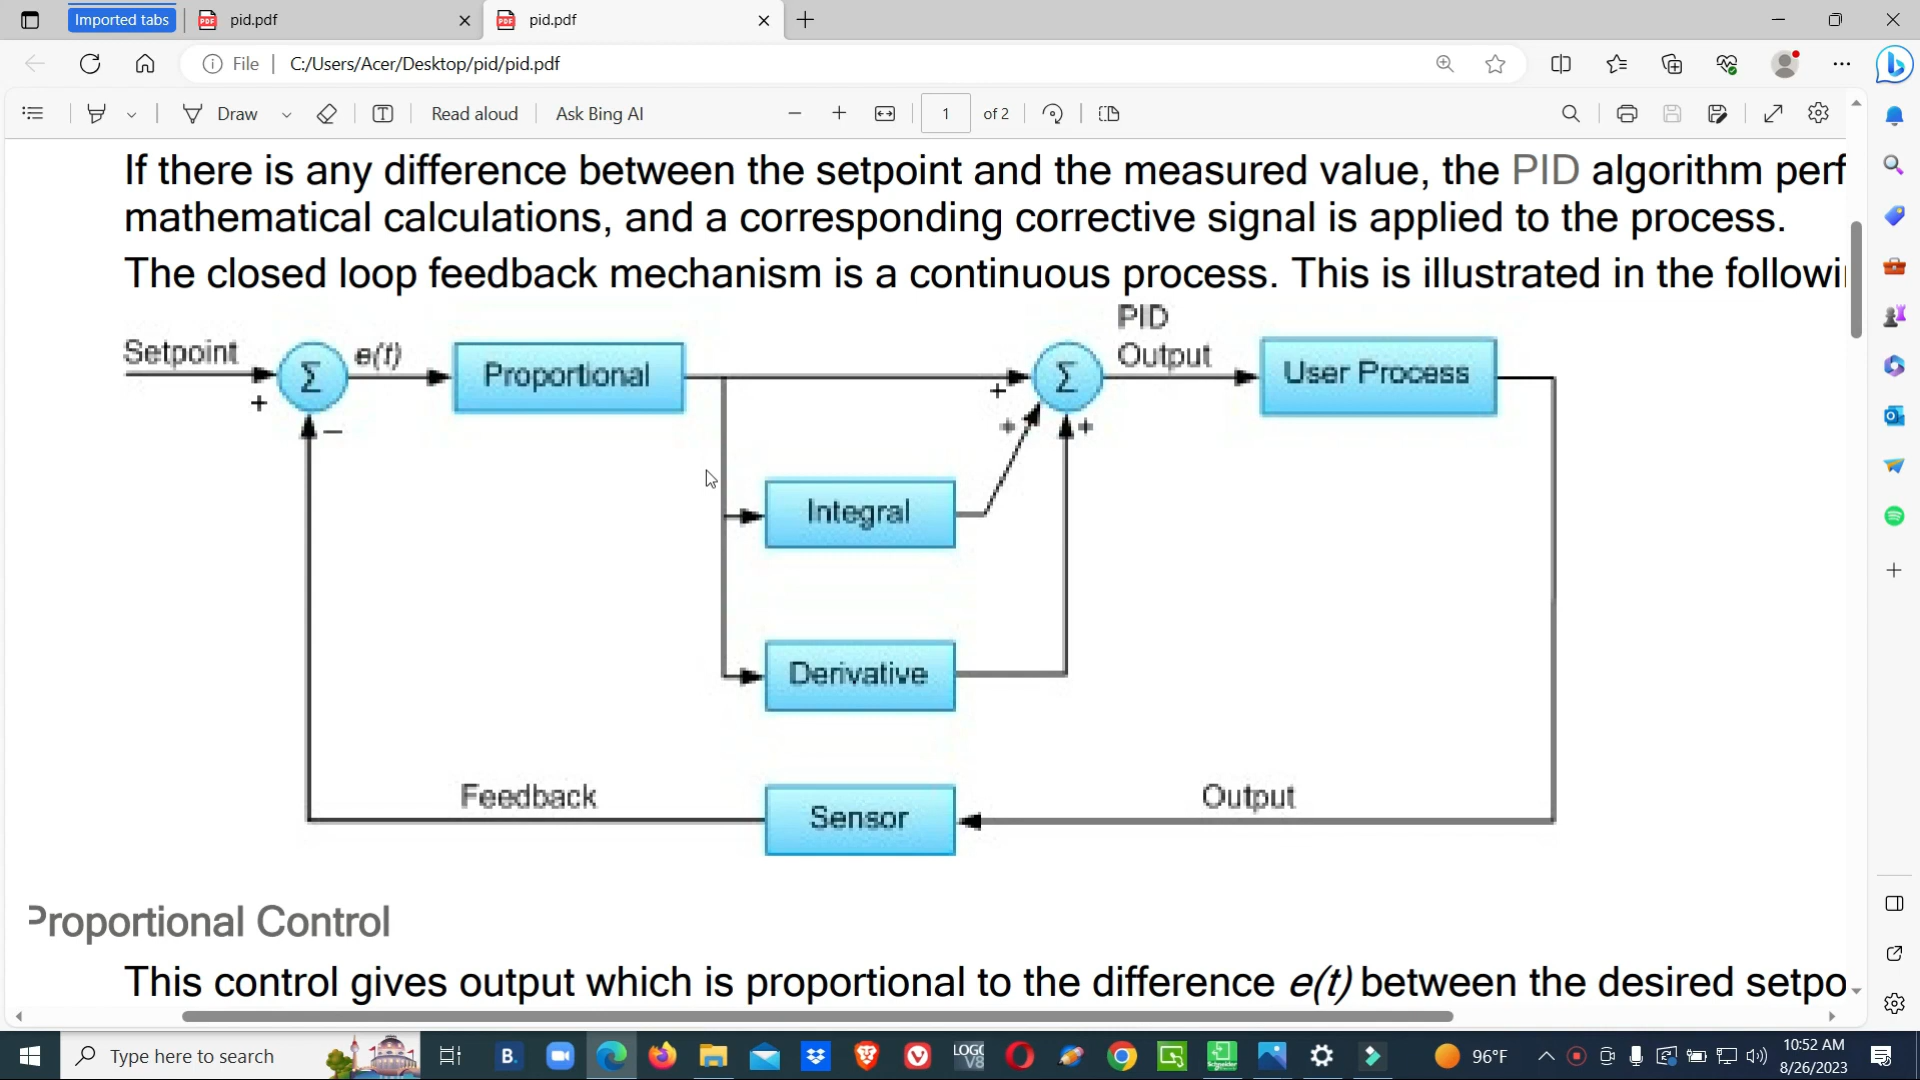 Imported tabs
pid.pdf
pid.pdf
File
C:/Users/Acer/Desktop/pid/pid.pdf
Draw
Read aloud
Ask Bing AI
1
of 2
If there is any difference between the setpoint and the measured value, the PID algorithm perf
mathematical calculations, and a corresponding corrective signal is applied to the process.
The closed loop feedback mechanism is a continuous process. This is illustrated in the followi
Setpoint
+
−
Σ
e(t)
Proportional
+
+
+
Σ
PID
Output
User Process
Integral
Derivative
Feedback
Sensor
Output
Proportional Control
This control gives output which is proportional to the difference e(t) between the desired setpo
Type here to search
B.
LOGO
V8
Schneider
96°F
10:52 AM
8/26/2023